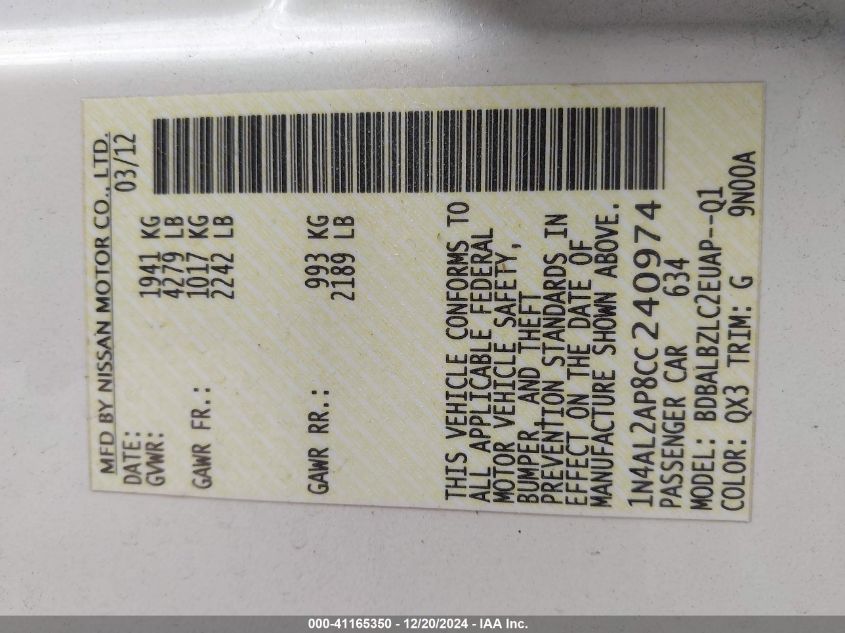 MFD BY NISSAN MOTOR CO., LTD.
DATE: 03/12
GVWR: 1941 KG
4279 LB
GAWR FR.: 1017 KG
2242 LB
GAWR RR.: 993 KG
2189 LB
THIS VEHICLE CONFORMS TO
ALL APPLICABLE FEDERAL
MOTOR VEHICLE SAFETY,
BUMPER, AND THEFT
PREVENTION STANDARDS IN
EFFECT ON THE DATE OF
MANUFACTURE SHOWN ABOVE.
1N4AL2AP8CC240974
PASSENGER CAR 634
MODEL: BDBALBZLC2EUAP--Q1
COLOR: QX3 TRIM: G 9N00A
000-41165350 - 12/20/2024 - IAA Inc.